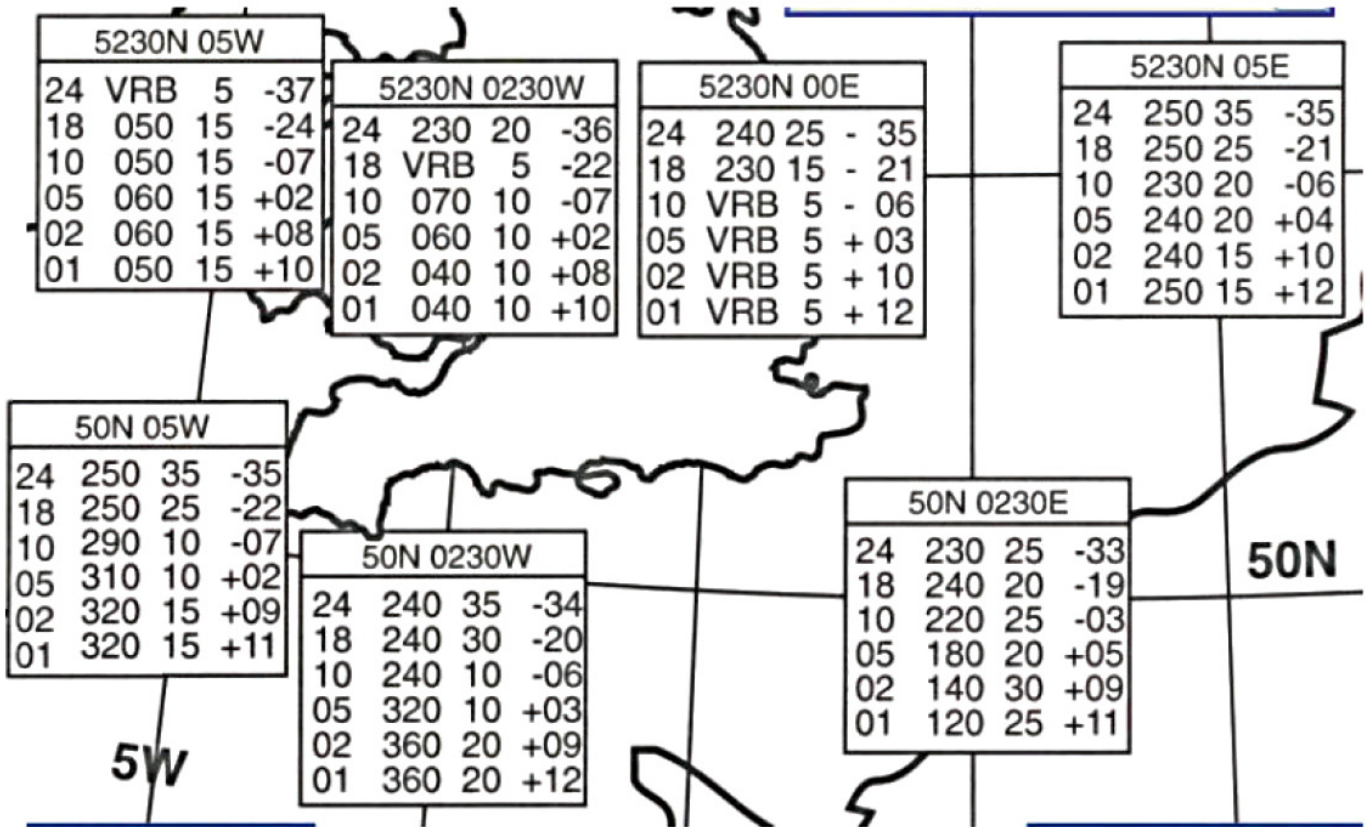 5230N 05W
24 VRB 5 -37
18 050 15 -24
10 050 15 -07
05 060 15 +02
02 060 15 +08
01 050 15 +10
5230N 0230W
24 230 20 -36
18 VRB 5 -22
10 070 10 -07
05 060 10 +02
02 040 10 +08
01 040 10 +10
5230N 00E
24 240 25 - 35
18 230 15 - 21
10 VRB 5 - 06
05 VRB 5 + 03
02 VRB 5 + 10
01 VRB 5 + 12
5230N 05E
24 250 35 -35
18 250 25 -21
10 230 20 -06
05 240 20 +04
02 240 15 +10
01 250 15 +12
50N 05W
24 250 35 -35
18 250 25 -22
10 290 10 -07
05 310 10 +02
02 320 15 +09
01 320 15 +11
50N 0230W
24 240 35 -34
18 240 30 -20
10 240 10 -06
05 320 10 +03
02 360 20 +09
01 360 20 +12
50N 0230E
24 230 25 -33
18 240 20 -19
10 220 25 -03
05 180 20 +05
02 140 30 +09
01 120 25 +11
50N
5W